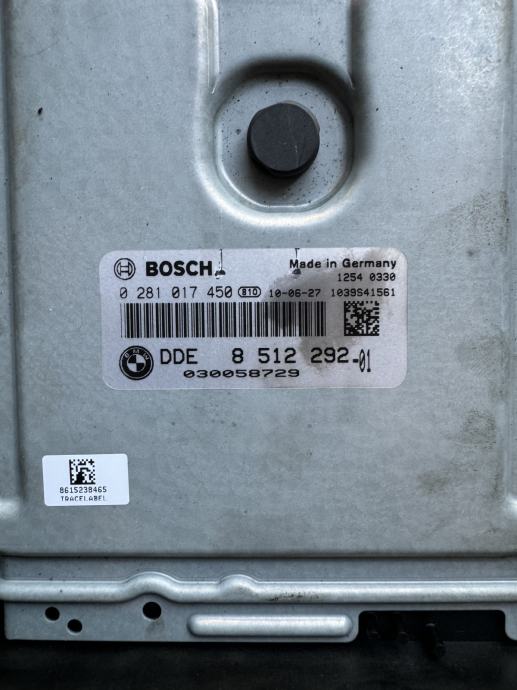 BOSCH
Made in Germany
1254 0330
0 281 017 450 B10 10-06-27 1039S41561
DDE 8 512 292-01
030058729
8615238465
TRACELABEL